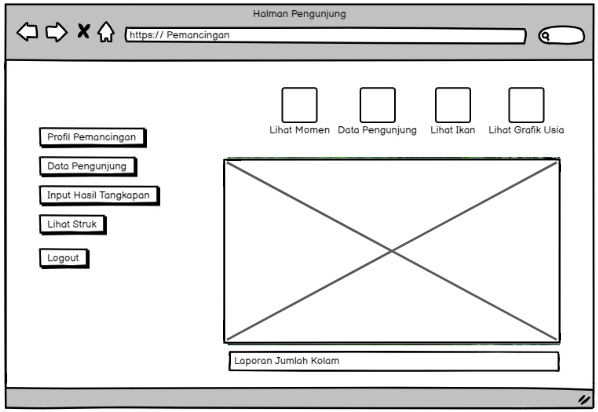 Halman Pengunjung
https:// Pemancingan
Lihat Momen
Data Pengunjung
Lihat Ikan
Lihat Grafik Usia
Profil Pemancingan
Data Pengunjung
Input Hasil Tangkapan
Lihat Struk
Logout
Laporan Jumlah Kolam